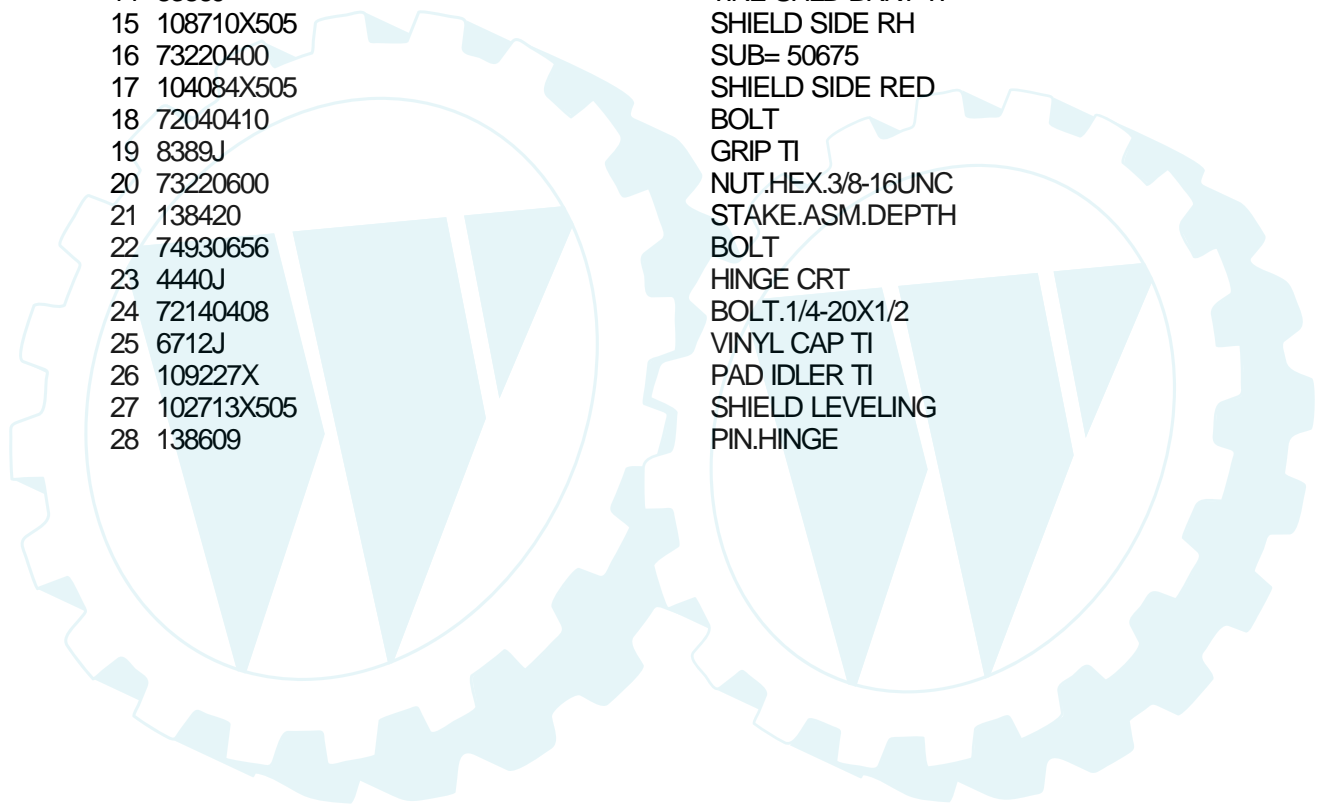 15 108710X505 SHIELD SIDE RH
16 73220400 SUB= 50675
17 104084X505 SHIELD SIDE RED
18 72040410 BOLT
19 8389J GRIP TI
20 73220600 NUT.HEX.3/8-16UNC
21 138420 STAKE.ASM.DEPTH
22 74930656 BOLT
23 4440J HINGE CRT
24 72140408 BOLT.1/4-20X1/2
25 6712J VINYL CAP TI
26 109227X PAD IDLER TI
27 102713X505 SHIELD LEVELING
28 138609 PIN.HINGE